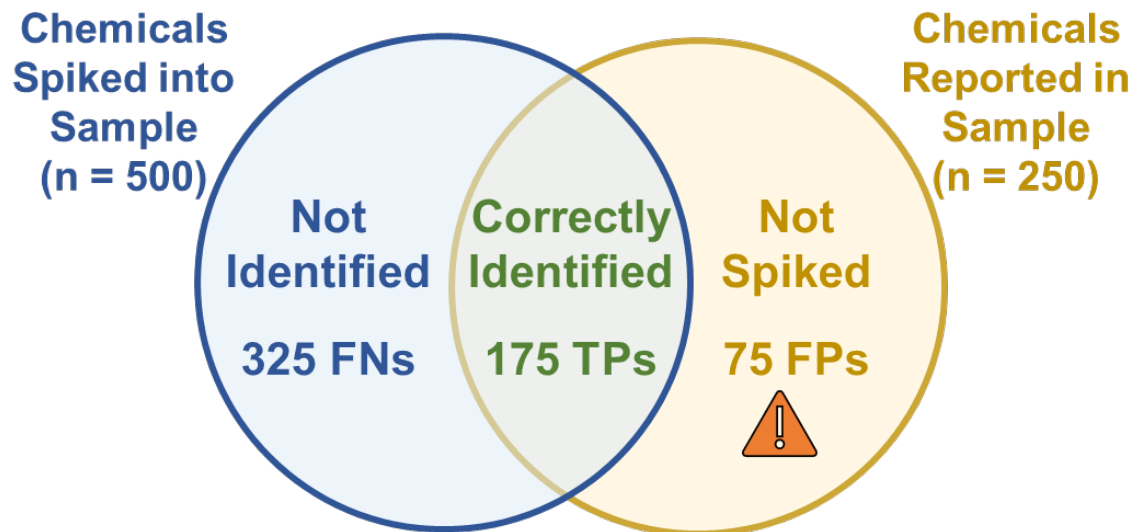 Chemicals
Spiked into
Sample
(n = 500)
Chemicals
Reported in
Sample
(n = 250)
Not
Identified
325 FNs
Correctly
Identified
175 TPs
Not
Spiked
75 FPs
!